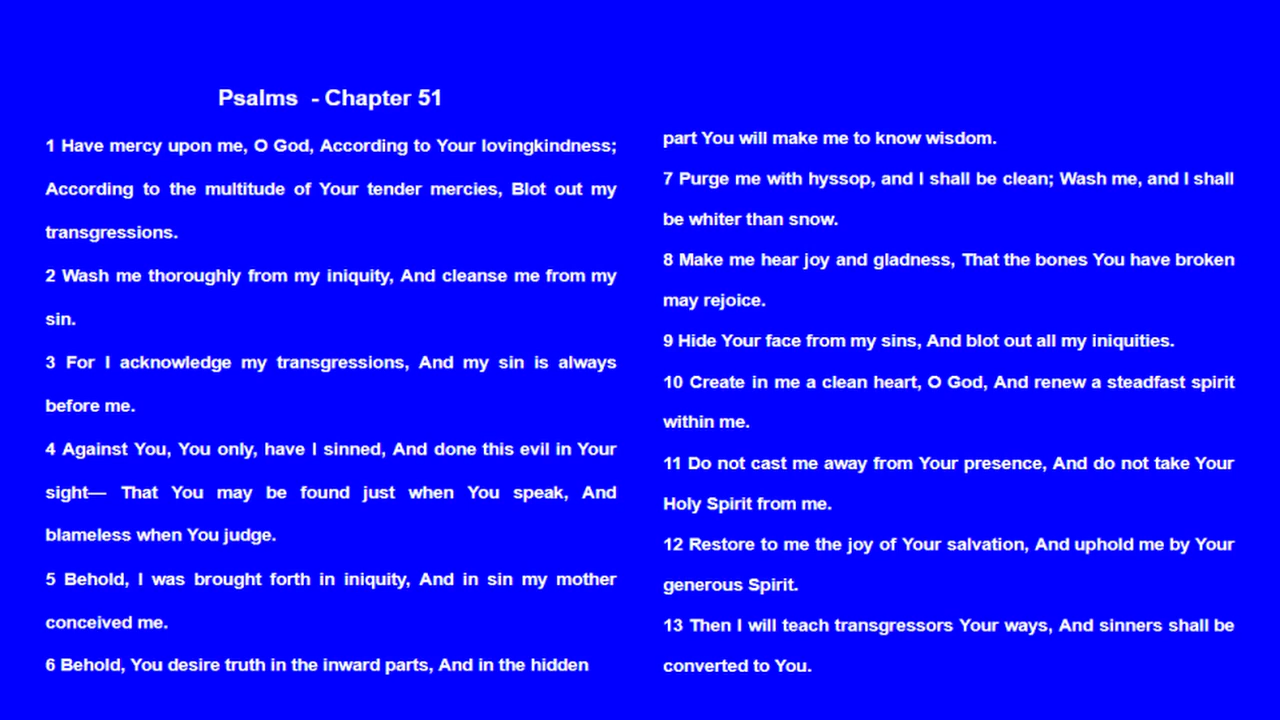 Psalms - Chapter 51
1 Have mercy upon me, O God, According to Your lovingkindness;
According to the multitude of Your tender mercies, Blot out my
transgressions.
2 Wash me thoroughly from my iniquity, And cleanse me from my
sin.
3 For I acknowledge my transgressions, And my sin is always
before me.
4 Against You, You only, have I sinned, And done this evil in Your
sight— That You may be found just when You speak, And
blameless when You judge.
5 Behold, I was brought forth in iniquity, And in sin my mother
conceived me.
6 Behold, You desire truth in the inward parts, And in the hidden
part You will make me to know wisdom.
7 Purge me with hyssop, and I shall be clean; Wash me, and I shall
be whiter than snow.
8 Make me hear joy and gladness, That the bones You have broken
may rejoice.
9 Hide Your face from my sins, And blot out all my iniquities.
10 Create in me a clean heart, O God, And renew a steadfast spirit
within me.
11 Do not cast me away from Your presence, And do not take Your
Holy Spirit from me.
12 Restore to me the joy of Your salvation, And uphold me by Your
generous Spirit.
13 Then I will teach transgressors Your ways, And sinners shall be
converted to You.